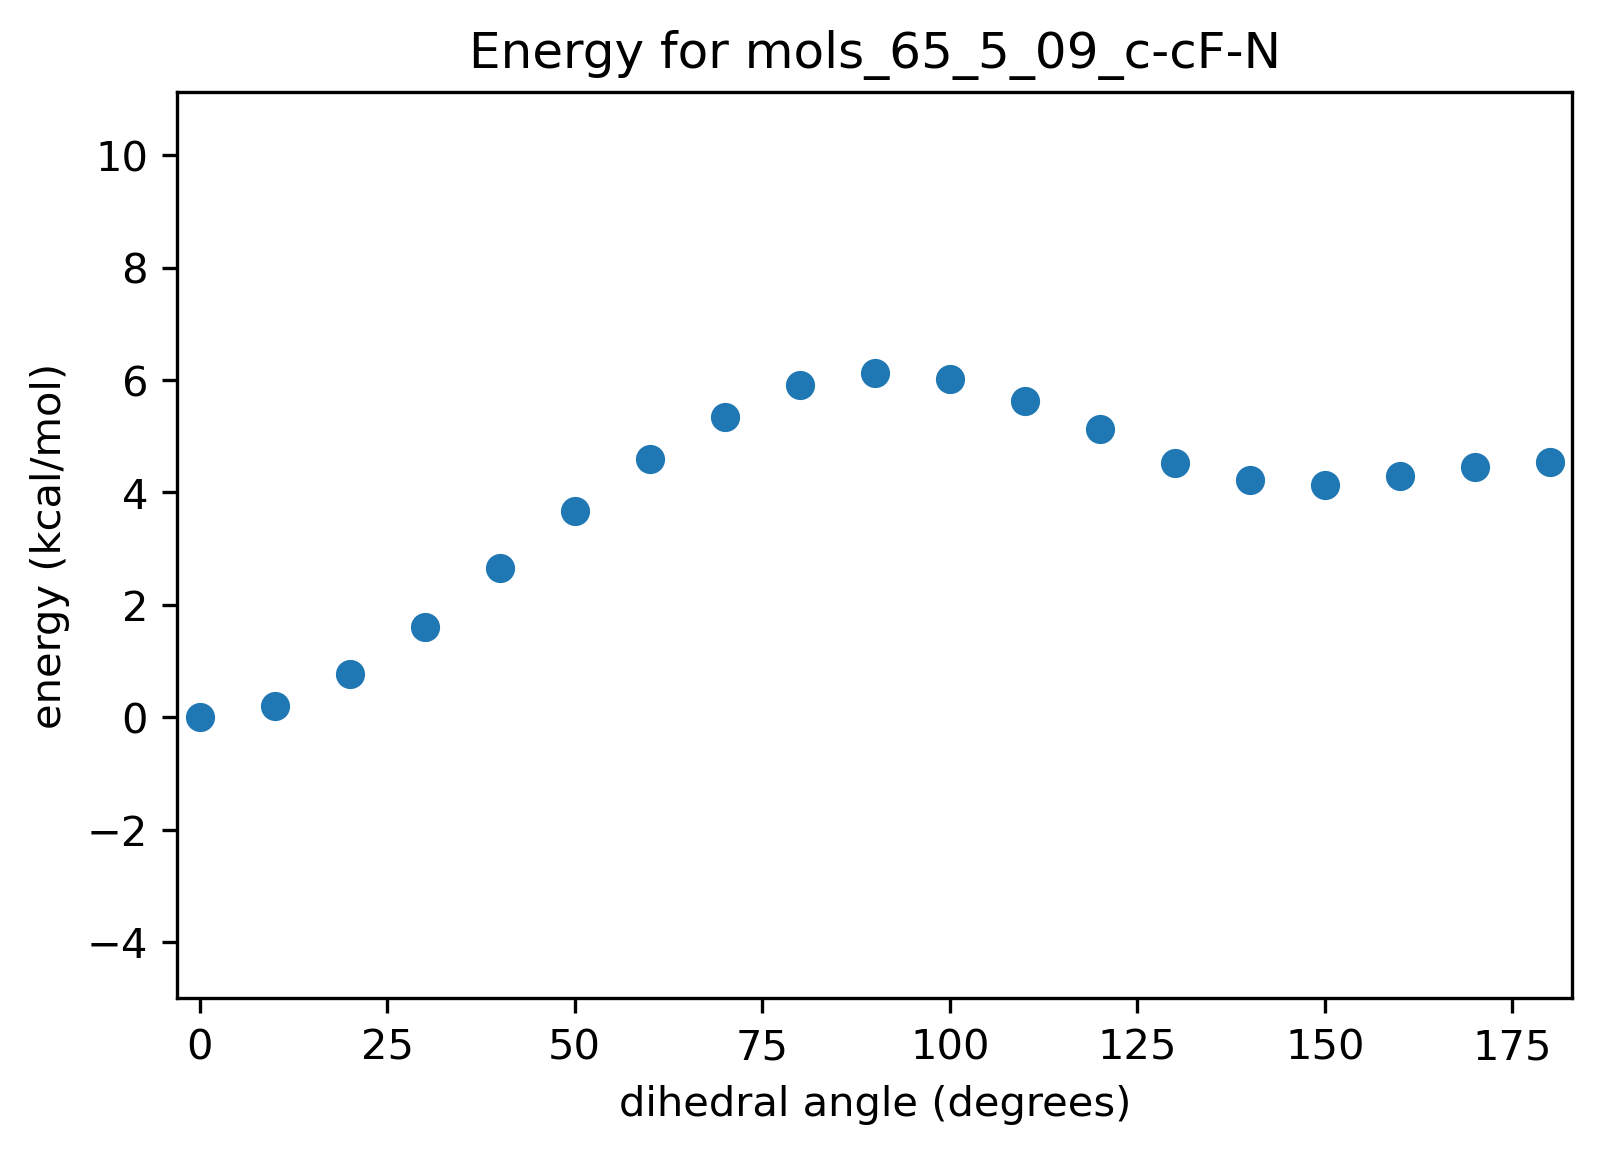 Energy for mols_65_5_09_c-cF-N
10
8
6
4
2
0
−2
−4
energy (kcal/mol)
0 25 50 75 100 125 150 175
dihedral angle (degrees)